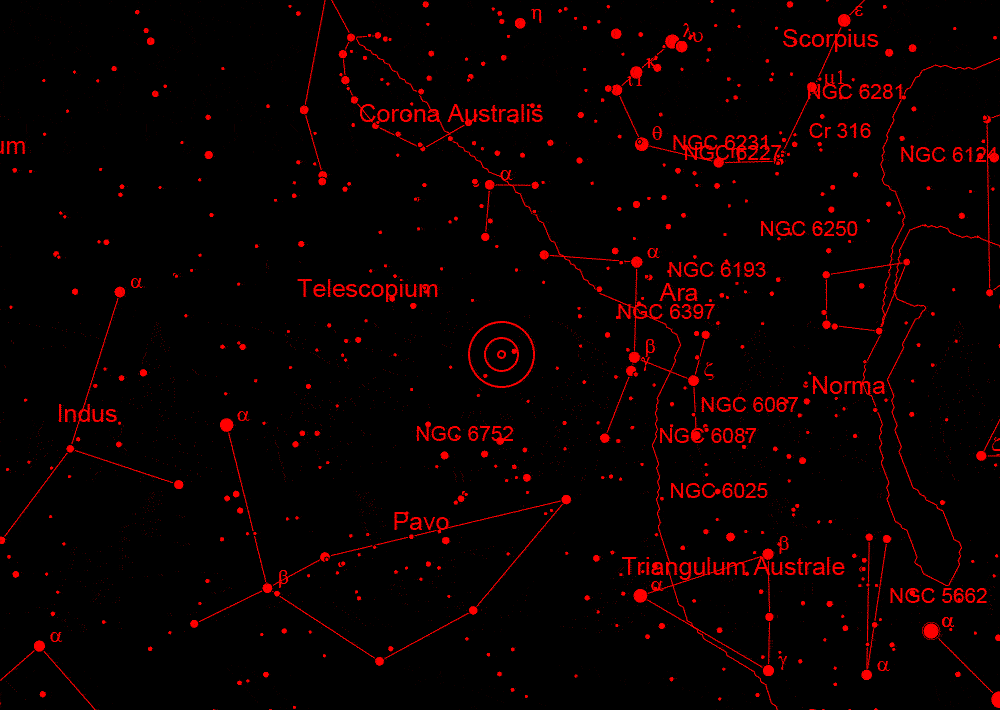 η
ε
λυ
Scorpius
κ
ι1
μ1
NGC 6281
Corona Australis
θ
Cr 316
NGC 6231
NGC 6227
NGC 6124
um
α
NGC 6250
α
NGC 6193
α
Telescopium
Ara
NGC 6397
β
ζ
Norma
NGC 6067
Indus
α
NGC 6752
NGC 6087
ζ
NGC 6025
Pavo
β
Triangulum Australe
β
α
NGC 5662
α
α
γ
α